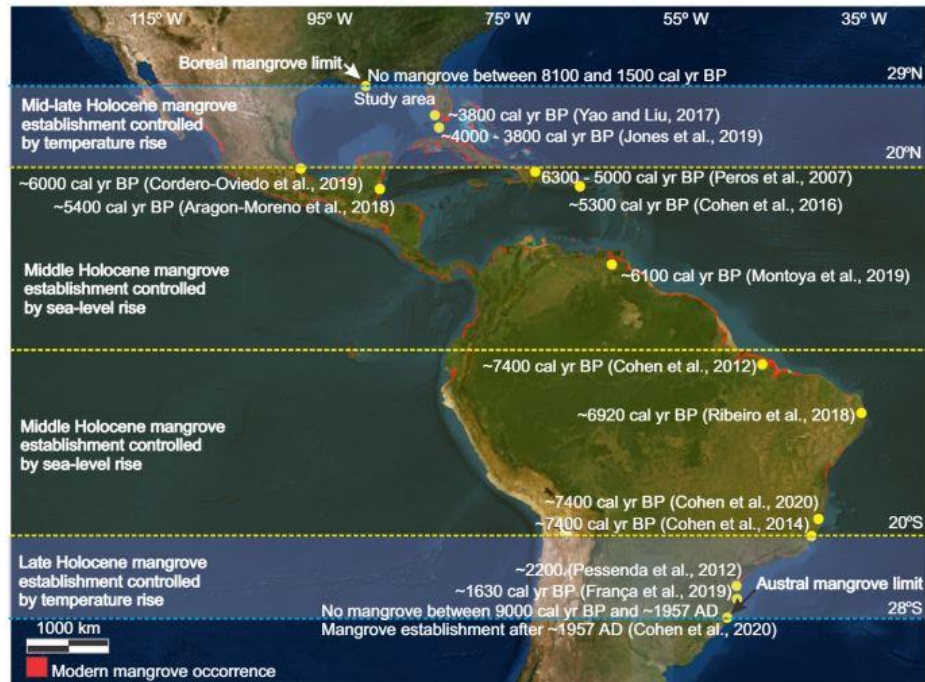 115º W 95º W 75º W 55º W 35º W
Boreal mangrove limit
No mangrove between 8100 and 1500 cal yr BP
29ºN
Study area
Mid-late Holocene mangrove
establishment controlled
by temperature rise
~3800 cal yr BP (Yao and Liu, 2017)
~4000 - 3800 cal yr BP (Jones et al., 2019)
20ºN
~6000 cal yr BP (Cordero-Oviedo et al., 2019)
6300 - 5000 cal yr BP (Peros et al., 2007)
~5400 cal yr BP (Aragon-Moreno et al., 2018)
~5300 cal yr BP (Cohen et al., 2016)
Middle Holocene mangrove
establishment controlled
by sea-level rise
~6100 cal yr BP (Montoya et al., 2019)
~7400 cal yr BP (Cohen et al., 2012)
~6920 cal yr BP (Ribeiro et al., 2018)
Middle Holocene mangrove
establishment controlled
by sea-level rise
~7400 cal yr BP (Cohen et al., 2020)
~7400 cal yr BP (Cohen et al., 2014)
20ºS
Late Holocene mangrove
establishment controlled
by temperature rise
~2200 (Pessenda et al., 2012)
~1630 cal yr BP (França et al., 2019)
Austral mangrove limit
No mangrove between 9000 cal yr BP and ~1957 AD
28ºS
Mangrove establishment after ~1957 AD (Cohen et al., 2020)
1000 km
Modern mangrove occurrence